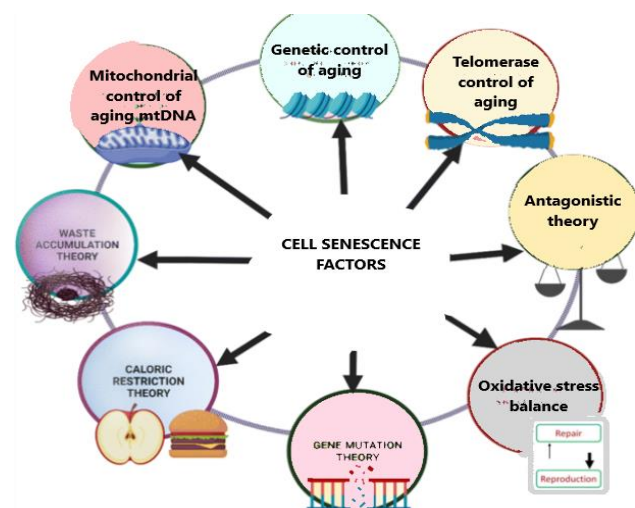 Genetic control
of aging
Telomerase
control of
aging
Antagonistic
theory
Oxidative stress
balance
Repair
Reproduction
GENE MUTATION
THEORY
CALORIC
RESTRICTION
THEORY
WASTE
ACCUMULATION
THEORY
Mitochondrial
control of
aging mtDNA
CELL SENESCENCE
FACTORS